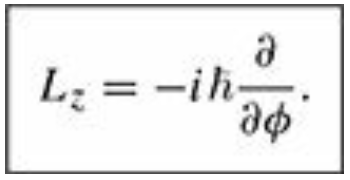 L_z = -iℏ ∂/∂ϕ.